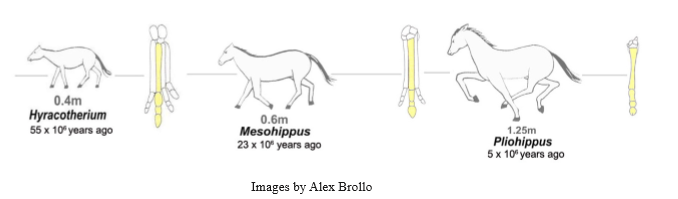 0.4m
Hyracotherium
55 x 10⁶ years ago
0.6m
Mesohippus
23 x 10⁶ years ago
1.25m
Pliohippus
5 x 10⁶ years ago
Images by Alex Brollo